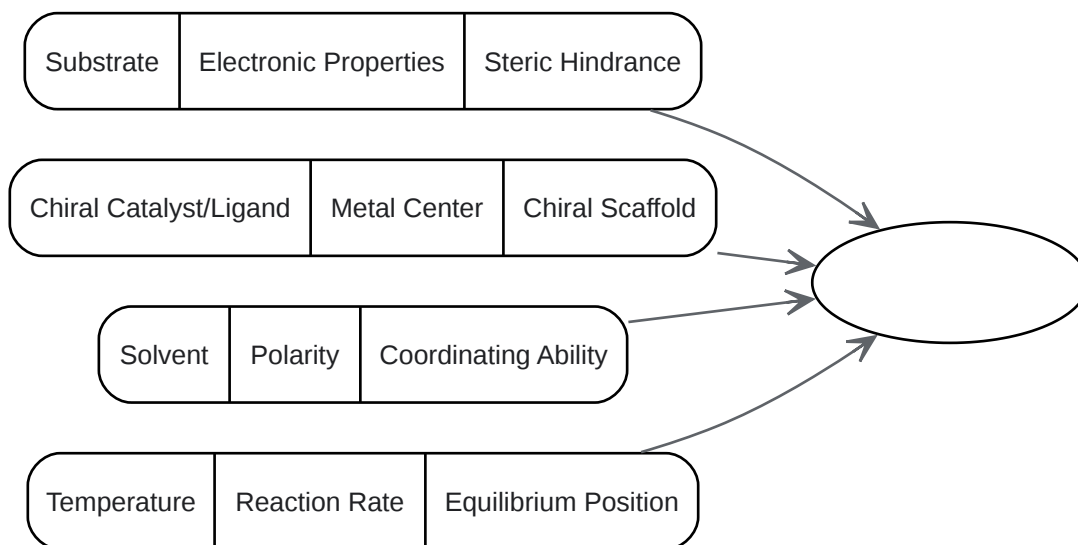 Substrate Electronic Properties Steric Hindrance
Chiral Catalyst/Ligand Metal Center Chiral Scaffold
Solvent Polarity Coordinating Ability
Temperature Reaction Rate Equilibrium Position